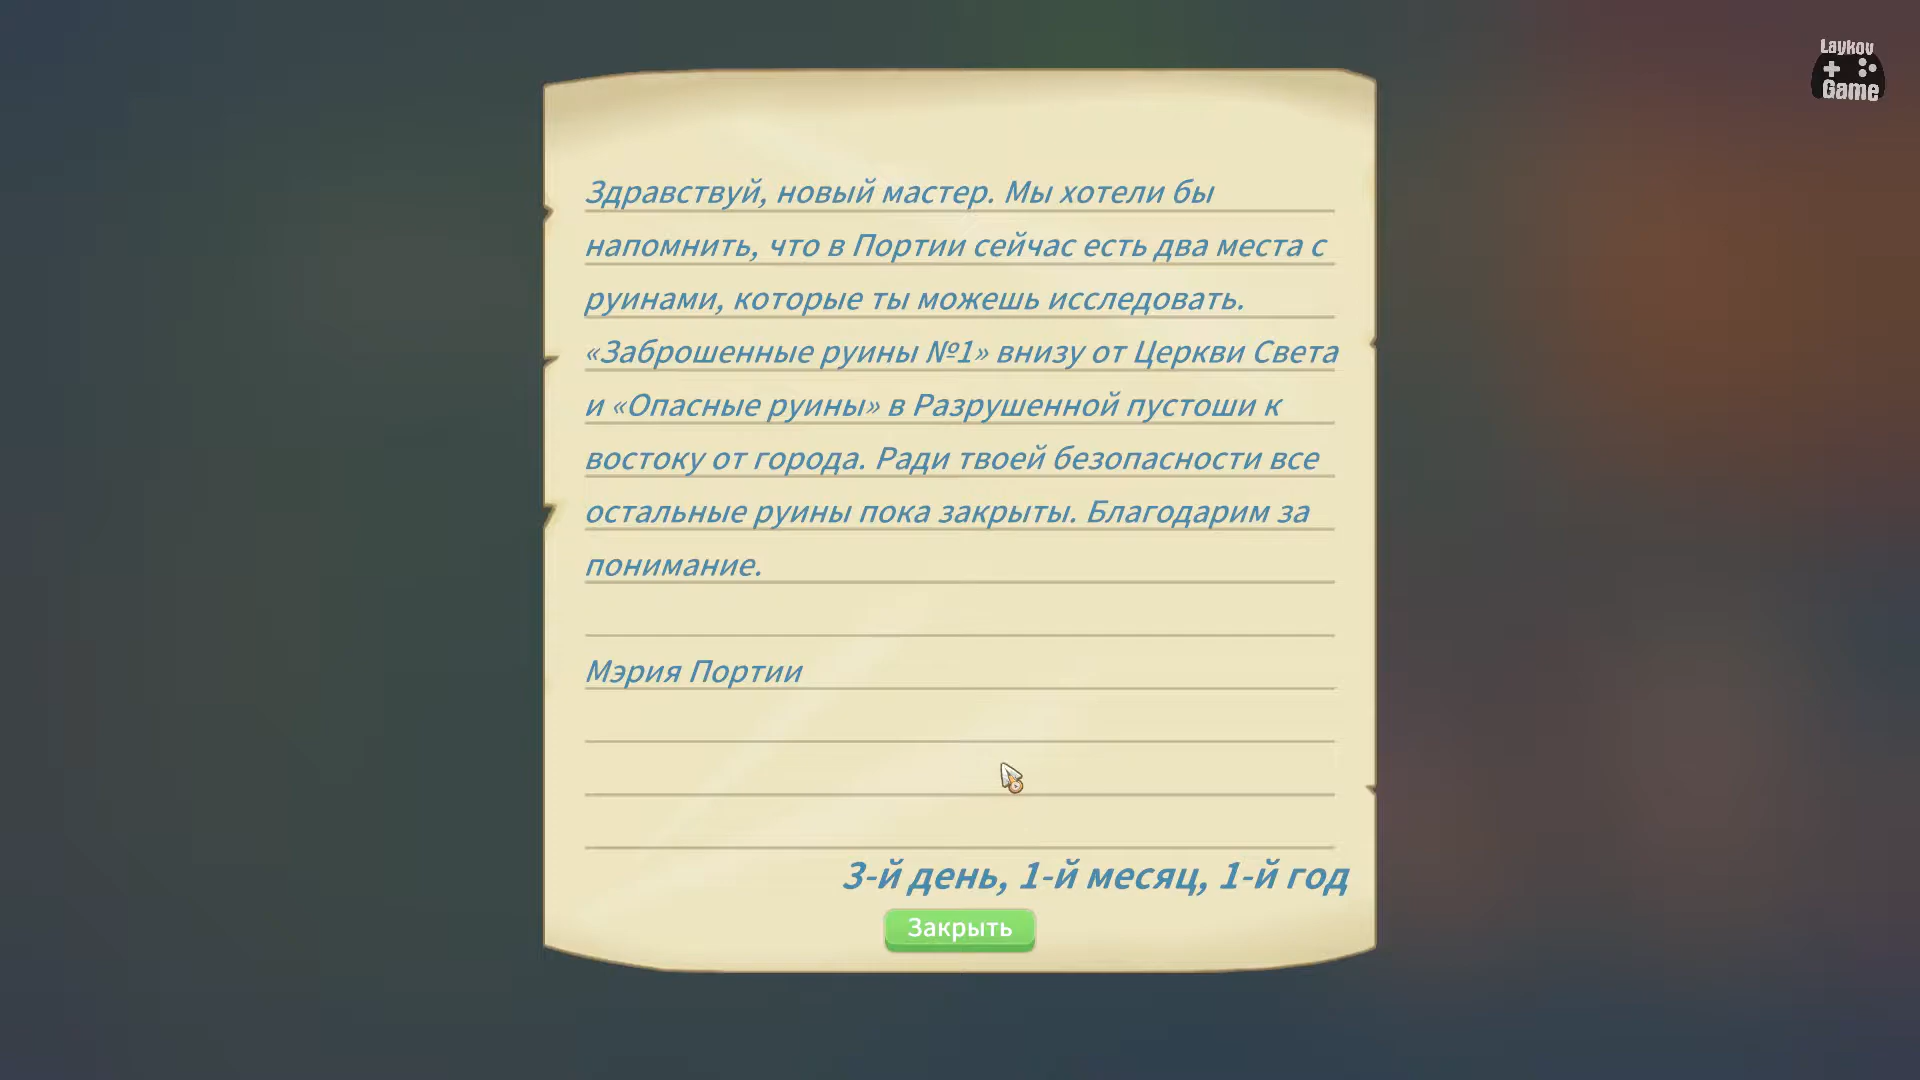 Laykov
Game
Здравствуй, новый мастер. Мы хотели бы
напомнить, что в Портии сейчас есть два места с
руинами, которые ты можешь исследовать.
«Заброшенные руины №1» внизу от Церкви Света
и «Опасные руины» в Разрушенной пустоши к
востоку от города. Ради твоей безопасности все
остальные руины пока закрыты. Благодарим за
понимание.
Мэрия Портии
3-й день, 1-й месяц, 1-й год
Закрыть